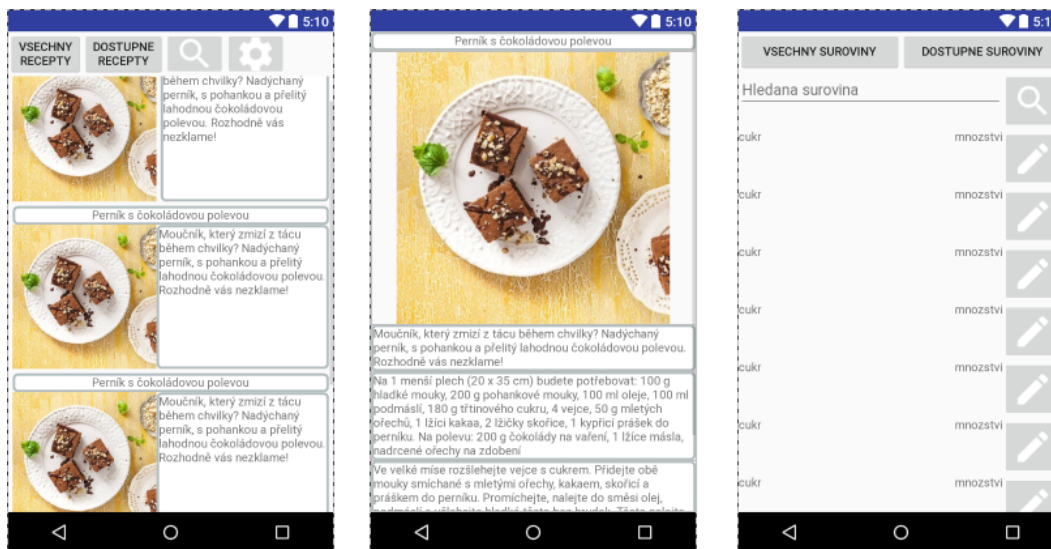 5:10
VSECHNY
RECEPTY
DOSTUPNE
RECEPTY
během chvilky? Nadýchaný
perník, s pohankou a přelitý
lahodnou čokoládovou
polevou. Rozhodně vás
nezklame!
Perník s čokoládovou polevou
Moučník, který zmizí z tácu
během chvilky? Nadýchaný
perník, s pohankou a přelitý
lahodnou čokoládovou polevou.
Rozhodně vás nezklame!
Perník s čokoládovou polevou
Moučník, který zmizí z tácu
během chvilky? Nadýchaný
perník, s pohankou a přelitý
lahodnou čokoládovou polevou.
Rozhodně vás nezklame!
5:10
Perník s čokoládovou polevou
Moučník, který zmizí z tácu během chvilky? Nadýchaný
perník, s pohankou a přelitý lahodnou čokoládovou polevou.
Rozhodně vás nezklame!
Na 1 menší plech (20 x 35 cm) budete potřebovat: 100 g
hladké mouky, 200 g pohankové mouky, 100 ml oleje, 100 ml
podmáslí, 180 g třtinového cukru, 4 vejce, 50 g mletých
ořechů, 1 lžíci kakaa, 2 lžičky skořice, 1 kypřicí prášek do
perníku. Na polevu: 200 g čokolády na vaření, 1 lžíce másla,
nadrcené ořechy na zdobení
Ve velké míse rozšlehejte vejce s cukrem. Přidejte obě
mouky smíchané s mletými ořechy, kakaem, skořicí a
práškem do perníku. Promíchejte, nalejte do směsi olej,
5:1
VSECHNY SUROVINY
DOSTUPNE SUROVINY
Hledana surovina
cukr mnozstvi
cukr mnozstvi
cukr mnozstvi
cukr mnozstvi
cukr mnozstvi
cukr mnozstvi
cukr mnozstvi